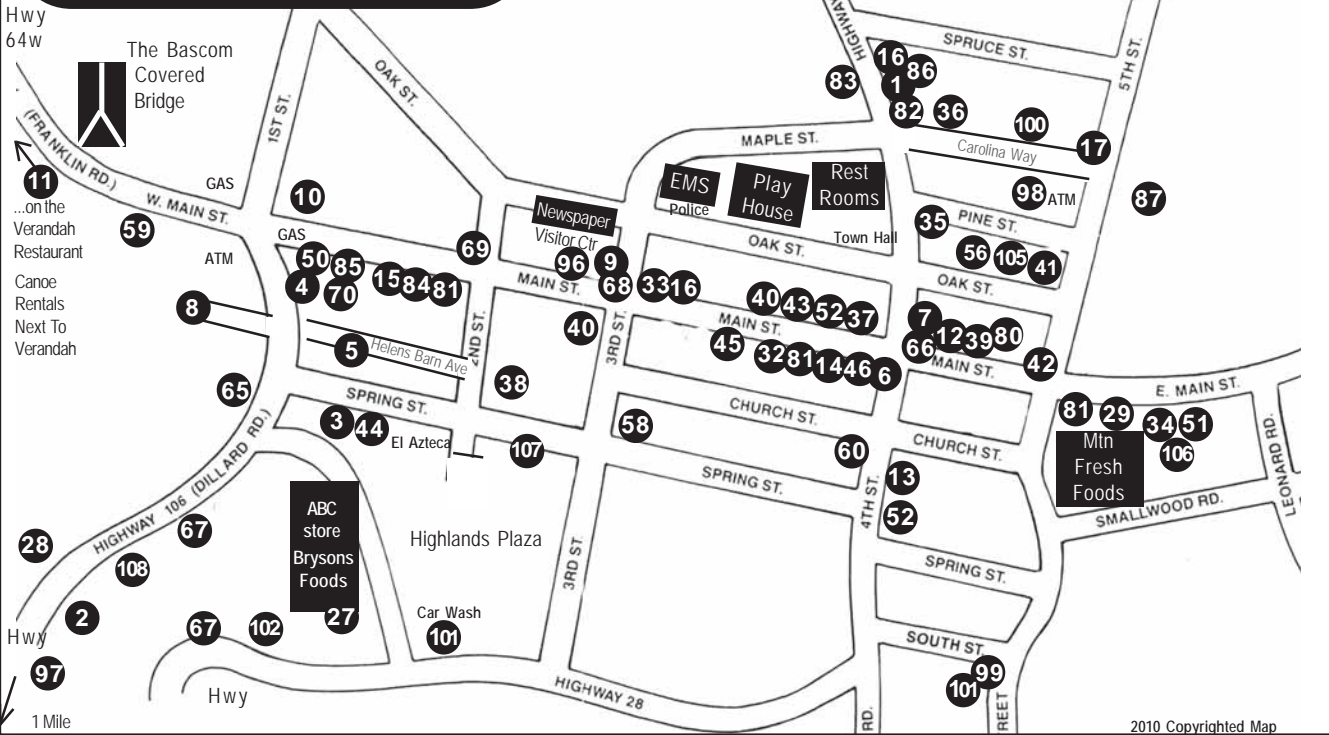 Hwy
64w
The Bascom
Covered
Bridge
(FRANKLIN RD.)
11
...on the
Verandah
Restaurant
Canoe
Rentals
Next To
Verandah
59
W. MAIN ST.
GAS
ATM
1ST ST.
10
GAS
OAK ST.
50
85
4
70
15
84
81
69
8
5
Helens Barn Ave
2ND ST.
65
SPRING ST.
3
44
El Azteca
38
107
HIGHWAY 106 (DILLARD RD.)
28
67
108
2
Hwy
97
1 Mile
67
102
27
ABC
store
Brysons
Foods
Highlands Plaza
Car Wash
101
Hwy
HIGHWAY 28
3RD ST.
Newspaper
Visitor Ctr
96
9
MAIN ST.
68
33
16
40
3RD ST.
58
EMS
Police
Play
House
Rest
Rooms
MAPLE ST.
OAK ST.
Town Hall
40
43
52
37
MAIN ST.
45
32
81
14
46
6
CHURCH ST.
60
SPRING ST.
4TH ST.
HIGHWAY
83
16
86
1
82
36
100
17
SPRUCE ST.
5TH ST.
Carolina Way
98
ATM
87
35
PINE ST.
56
105
41
OAK ST.
7
12
39
80
66
42
MAIN ST.
E. MAIN ST.
81
29
34
51
106
Mtn
Fresh
Foods
LEONARD RD.
SMALLWOOD RD.
CHURCH ST.
13
52
SPRING ST.
SOUTH ST.
99
101
RD.
REET
2010 Copyrighted Map